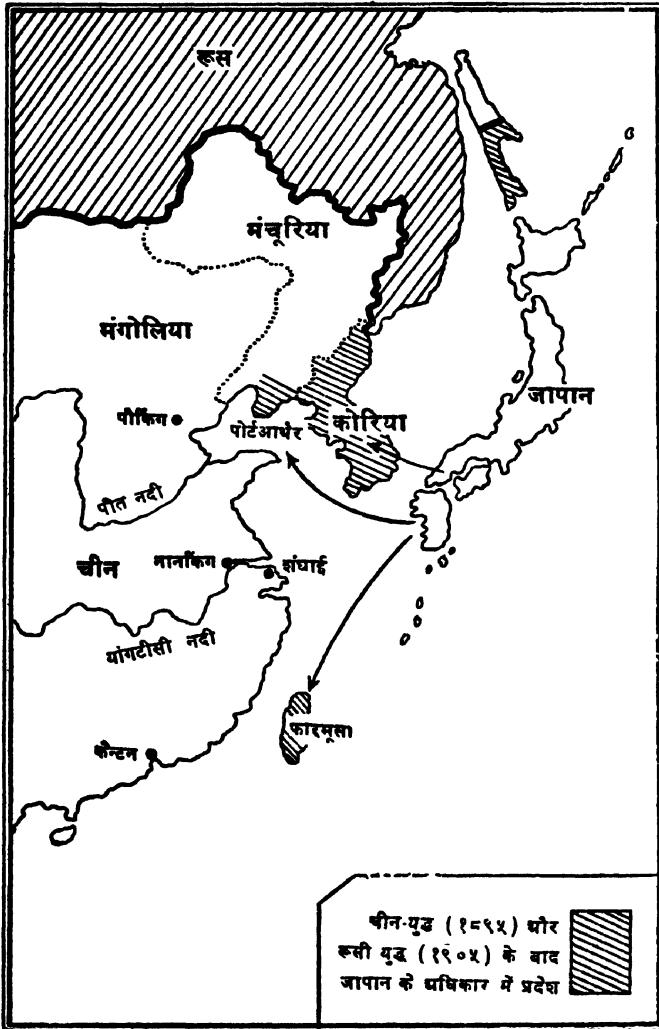 रूस
मंचूरिया
मंगोलिया
जापान
पीकिंग
पोर्टआर्थर
कोरिया
पीत नदी
चीन
नानकिंग
शंघाई
यांगटीसी नदी
फारमूसा
कैन्टन
चीन-युद्ध (१८९५) और
रूसी युद्ध (१९०५) के बाद
जापान के अधिकार में प्रदेश